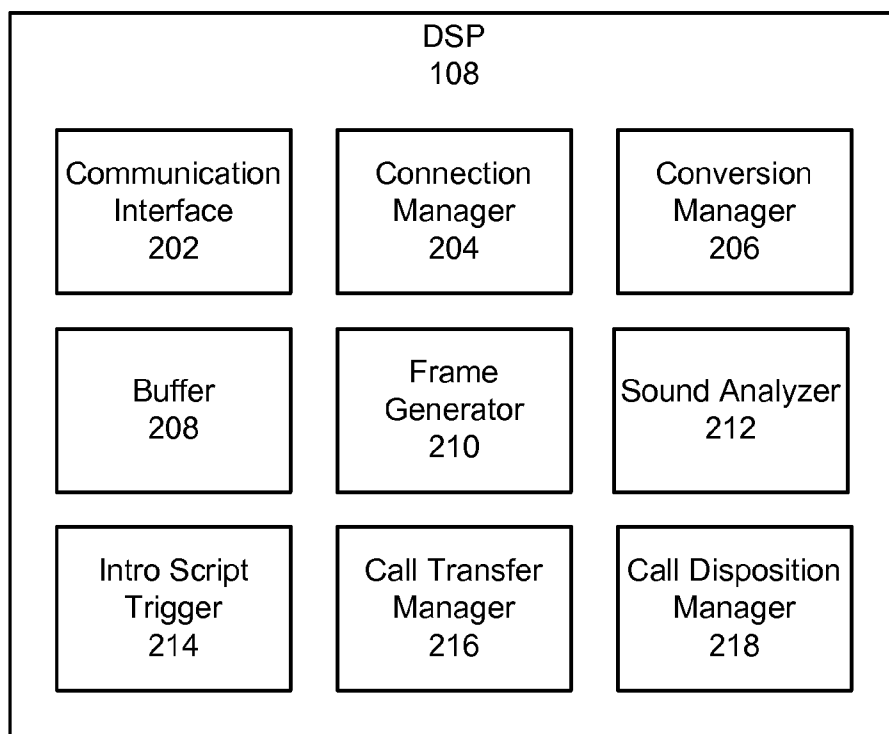 DSP
108
Communication
Interface
202
Connection
Manager
204
Conversion
Manager
206
Buffer
208
Frame
Generator
210
Sound Analyzer
212
Intro Script
Trigger
214
Call Transfer
Manager
216
Call Disposition
Manager
218